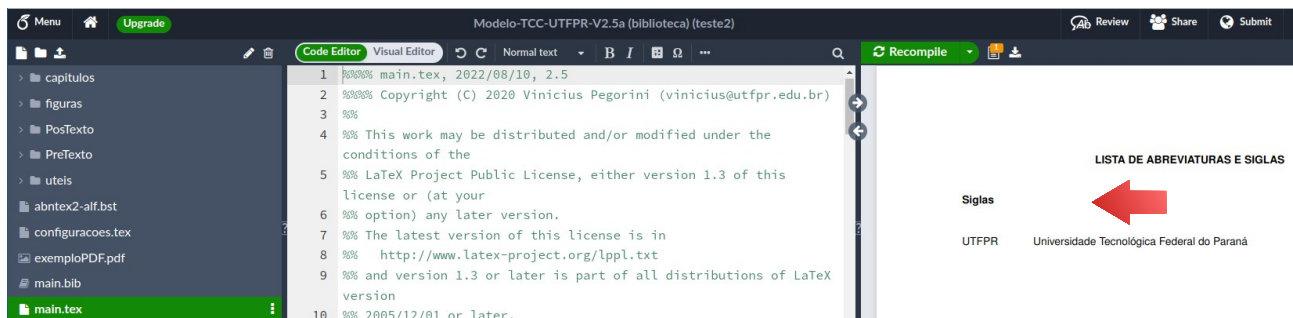 Menu Upgrade Modelo-TCC-UTFPR-V2.5a (biblioteca) (teste2) Review Share Submit
Code Editor Visual Editor Normal text B I Ω ••• Recompile
capitulos
figuras
PosTexto
PreTexto
uteis
abntex2-alf.bst
configuracoes.tex
exemploPDF.pdf
main.bib
main.tex
1 %%%% main.tex, 2022/08/10, 2.5
2 %%%% Copyright (C) 2020 Vinicius Pegorini (vinicius@utfpr.edu.br)
3 %%
4 %% This work may be distributed and/or modified under the
conditions of the
5 %% LaTeX Project Public License, either version 1.3 of this
license or (at your
6 %% option) any later version.
7 %% The latest version of this license is in
8 %% http://www.latex-project.org/lppl.txt
9 %% and version 1.3 or later is part of all distributions of LaTeX
version
10 %% 2005/12/01 or later.
LISTA DE ABREVIATURAS E SIGLAS
Siglas
UTFPR Universidade Tecnológica Federal do Paraná